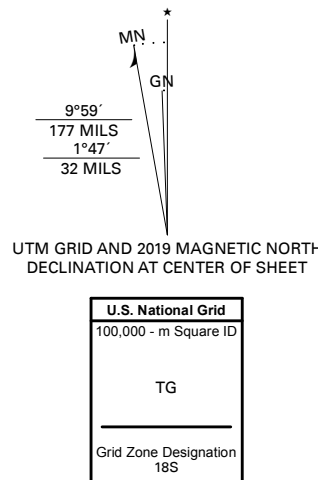 MN
GN
9°59´
177 MILS
1°47´
32 MILS
UTM GRID AND 2019 MAGNETIC NORTH
DECLINATION AT CENTER OF SHEET
U.S. National Grid
100,000 - m Square ID
TG
Grid Zone Designation
18S